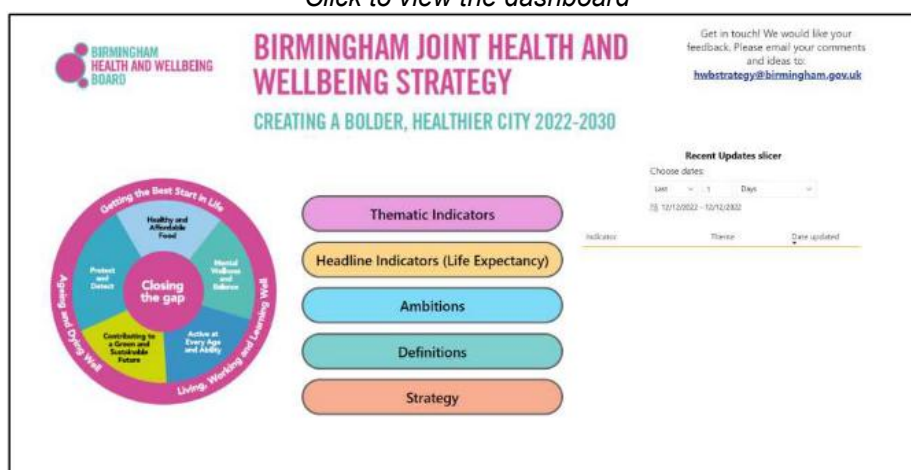 Click to view the dashboard
BIRMINGHAM
HEALTH AND WELLBEING
BOARD
BIRMINGHAM JOINT HEALTH AND
WELLBEING STRATEGY
CREATING A BOLDER, HEALTHIER CITY 2022-2030
Get in touch! We would like your
feedback. Please email your comments
and ideas to:
hwbstrategy@birmingham.gov.uk
Recent Updates slicer
Choose dates:
Last 1 Days
12/12/2022 - 12/12/2022
Indicator Theme Date updated
Getting the Best Start in Life
Healthy and
Affordable
Food
Mental
Wellness
and
Balance
Protect
and
Detect
Closing
the gap
Contributing to
a Green and
Sustainable
Future
Active at
Every Age
and Ability
Ageing and Dying Well
Living, Working and Learning Well
Thematic Indicators
Headline Indicators (Life Expectancy)
Ambitions
Definitions
Strategy